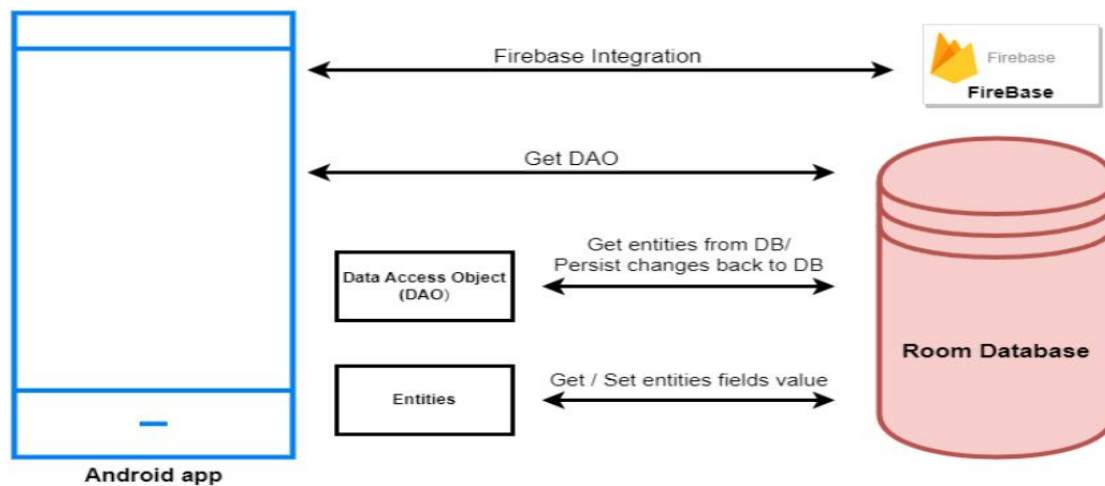 Firebase Integration
Firebase
FireBase
Get DAO
Get entities from DB/
Persist changes back to DB
Data Access Object
(DAO)
Room Database
Get / Set entities fields value
Entities
Android app